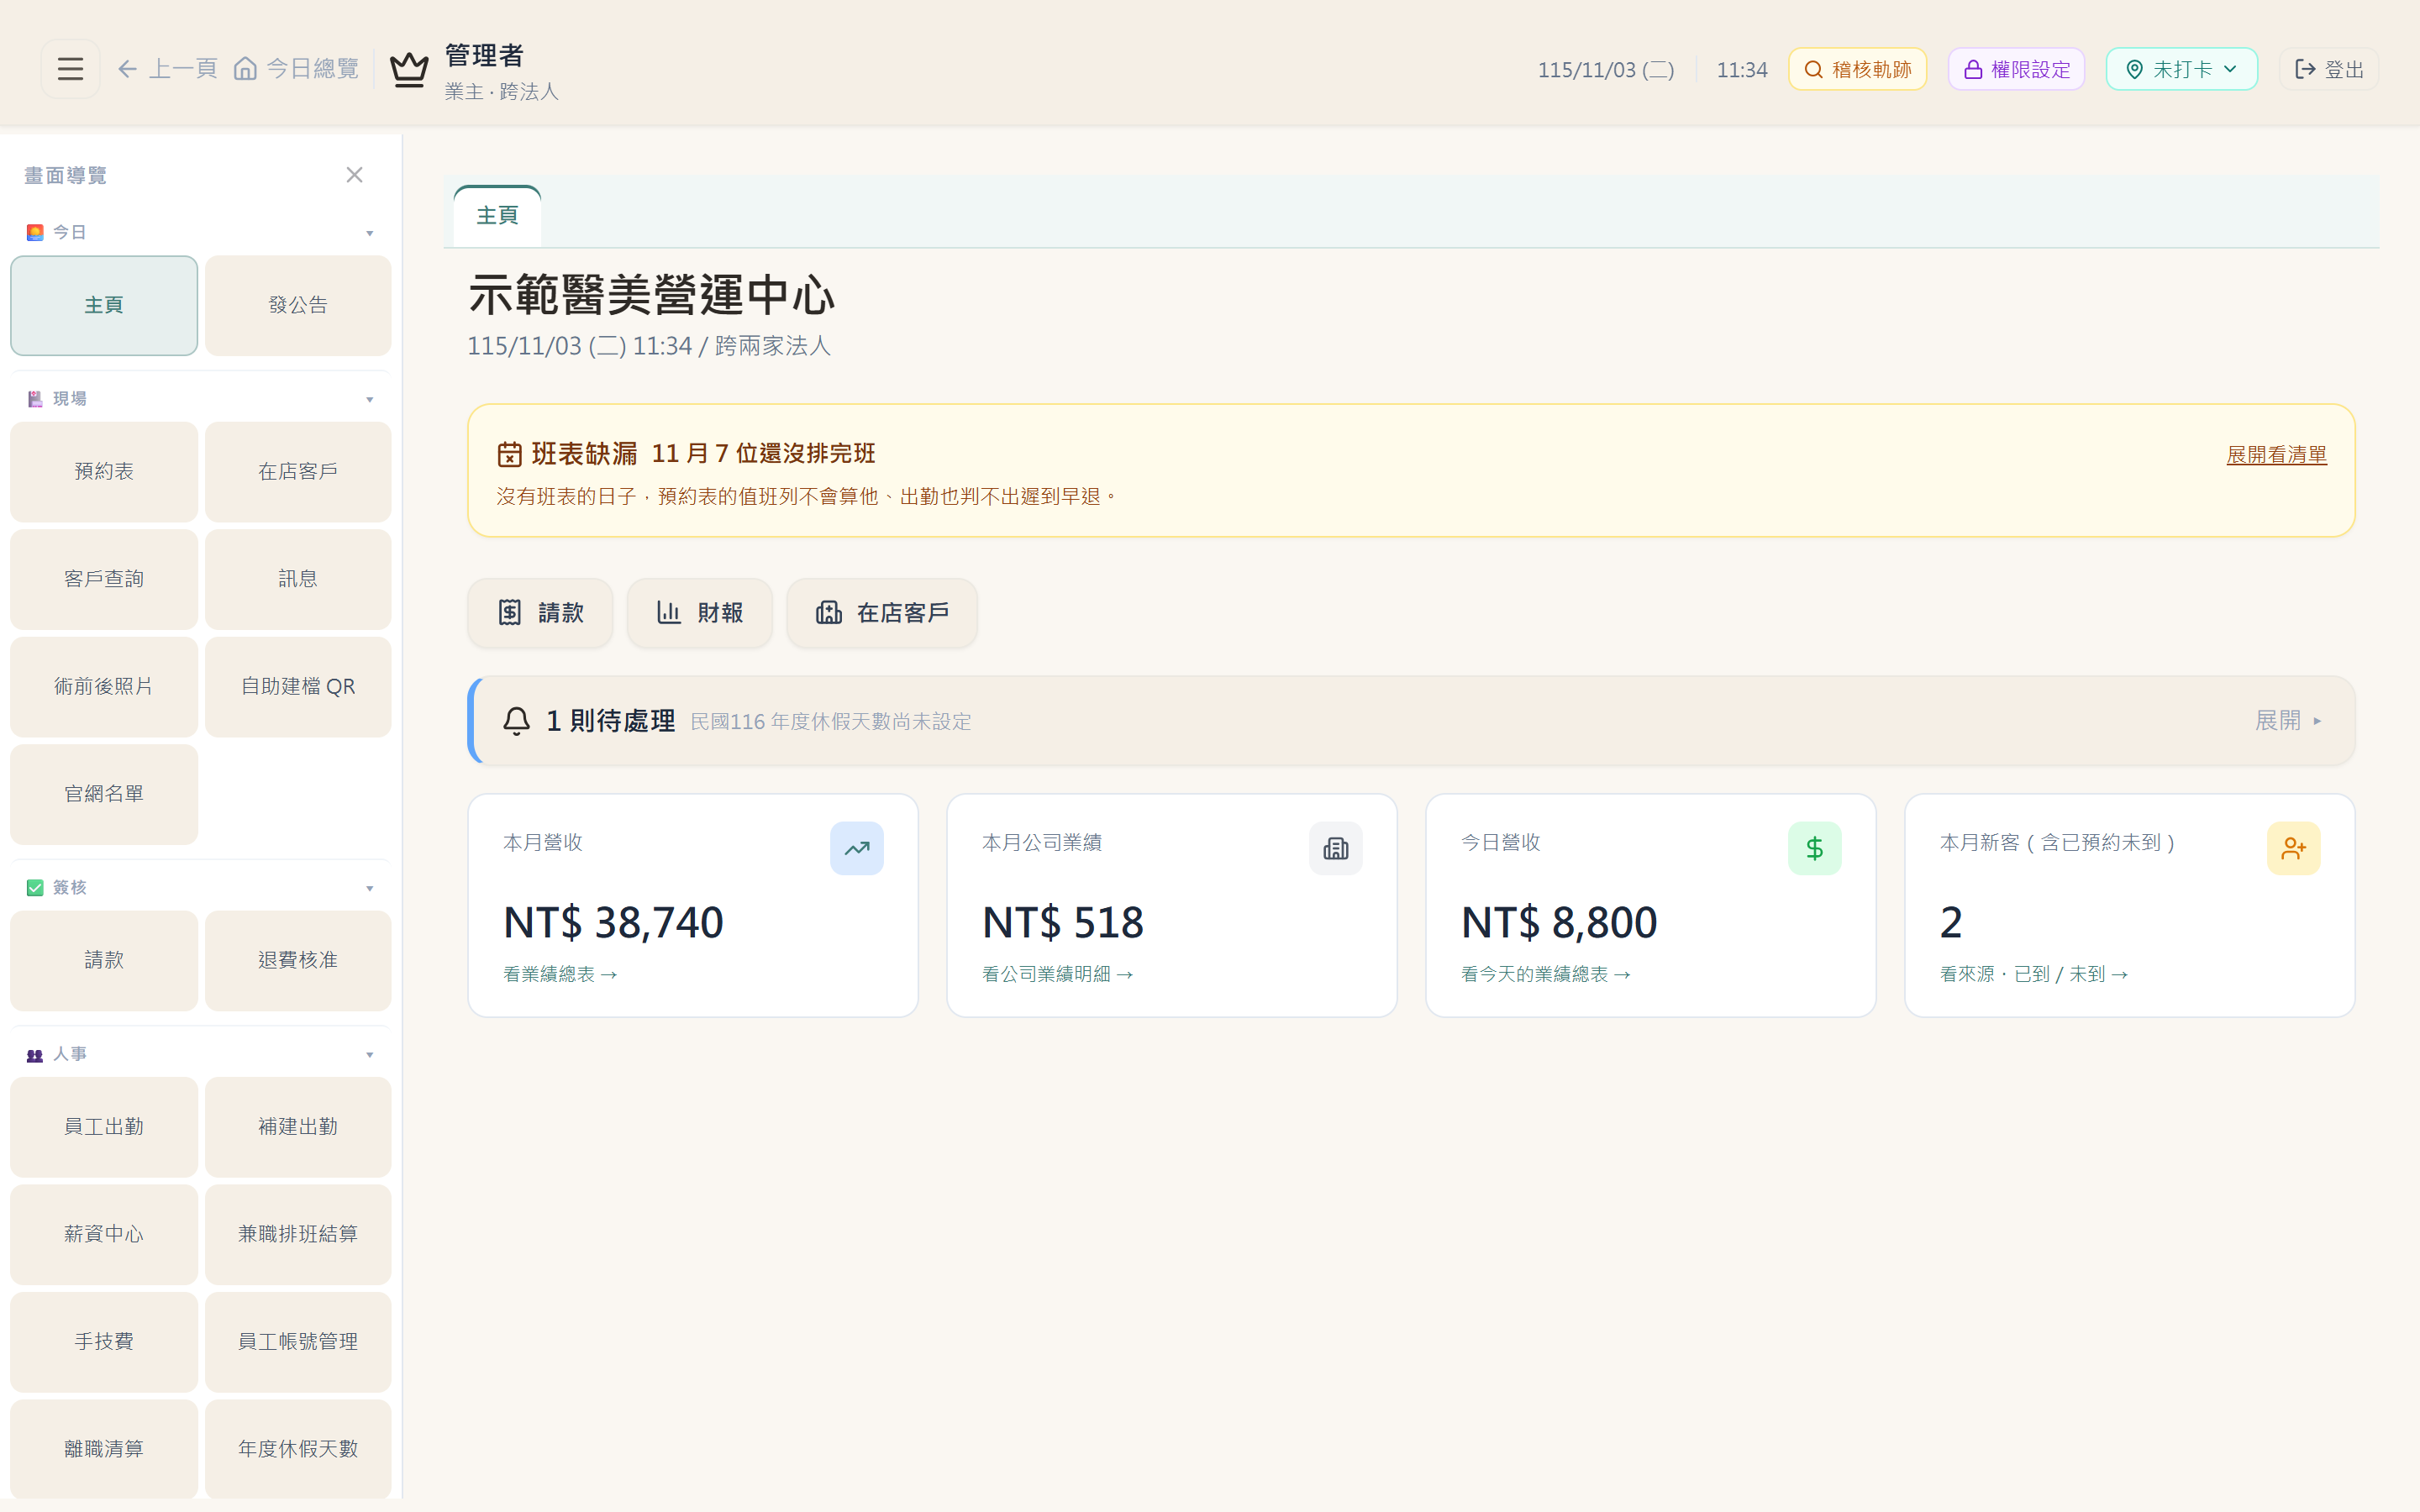 上一頁 今日總覽
管理者
業主 · 跨法人
115/11/03 (二) 11:34 稽核軌跡 權限設定 未打卡 登出
畫面導覽
今日
主頁 發公告
現場
預約表 在店客戶
客戶查詢 訊息
術前後照片 自助建檔 QR
官網名單
簽核
請款 退費核准
人事
員工出勤 補建出勤
薪資中心 兼職排班結算
手技費 員工帳號管理
離職清算 年度休假天數
主頁
示範醫美營運中心
115/11/03 (二) 11:34 / 跨兩家法人
班表缺漏 11 月 7 位還沒排完班 展開看清單
沒有班表的日子，預約表的值班列不會算他、出勤也判不出遲到早退。
請款 財報 在店客戶
1 則待處理 民國116 年度休假天數尚未設定 展開 ▸
本月營收
NT$ 38,740
看業績總表 →
本月公司業績
NT$ 518
看公司業績明細 →
今日營收
NT$ 8,800
看今天的業績總表 →
本月新客 ( 含已預約未到 )
2
看來源 · 已到 / 未到 →